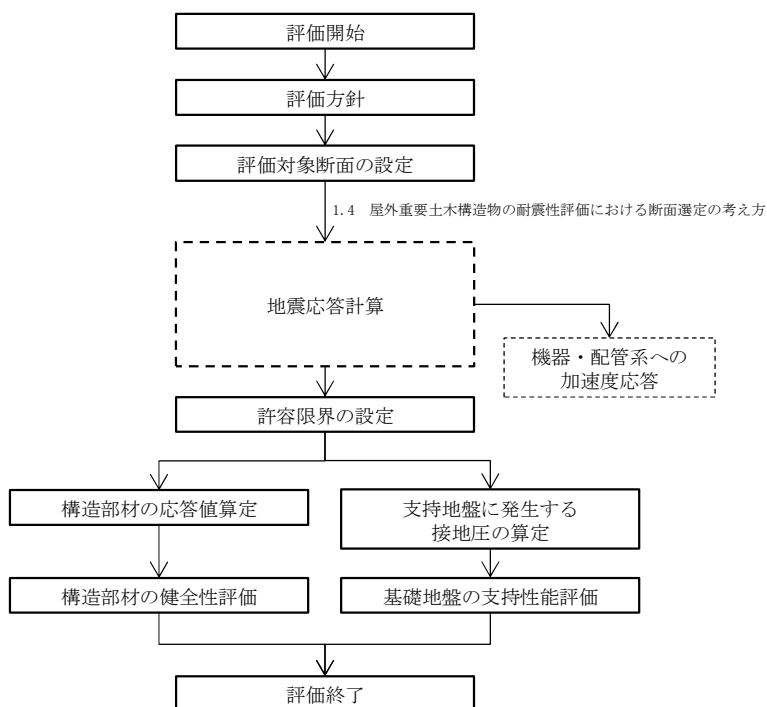 評価開始
評価方針
評価対象断面の設定
1.4 屋外重要土木構造物の耐震性評価における断面選定の考え方
地震応答計算
機器・配管系への
加速度応答
許容限界の設定
構造部材の応答値算定
支持地盤に発生する
接地圧の算定
構造部材の健全性評価
基礎地盤の支持性能評価
評価終了